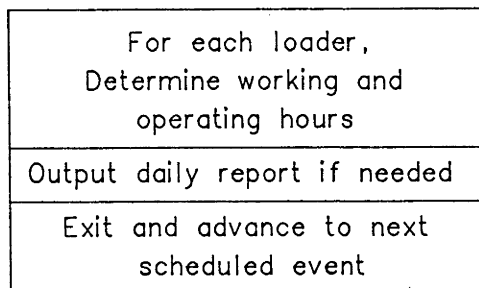 For each loader,
Determine working and
operating hours
Output daily report if needed
Exit and advance to next
scheduled event